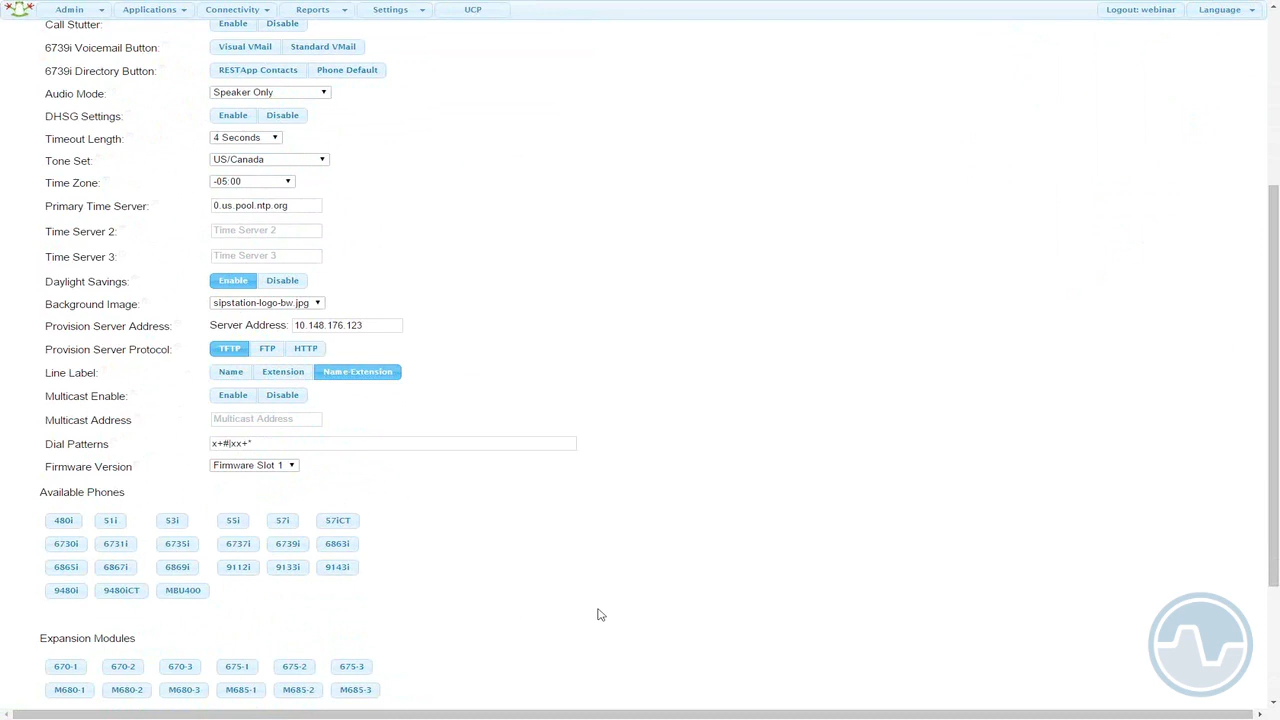 Admin Applications Connectivity Reports Settings UCP Logout: webinar Language
Call Stutter: Enable Disable
6739i Voicemail Button: Visual VMail Standard VMail
6739i Directory Button: RESTApp Contacts Phone Default
Audio Mode: Speaker Only
DHSG Settings: Enable Disable
Timeout Length: 4 Seconds
Tone Set: US/Canada
Time Zone: -05:00
Primary Time Server: 0.us.pool.ntp.org
Time Server 2: Time Server 2
Time Server 3: Time Server 3
Daylight Savings: Enable Disable
Background Image: sipstation-logo-bw.jpg
Provision Server Address: Server Address: 10.148.176.123
Provision Server Protocol: TFTP FTP HTTP
Line Label: Name Extension Name-Extension
Multicast Enable: Enable Disable
Multicast Address Multicast Address
Dial Patterns x+#|xx+*
Firmware Version Firmware Slot 1
Available Phones
480i 51i 53i 55i 57i 57iCT
6730i 6731i 6735i 6737i 6739i 6863i
6865i 6867i 6869i 9112i 9133i 9143i
9480i 9480iCT MBU400
Expansion Modules
670-1 670-2 670-3 675-1 675-2 675-3
M680-1 M680-2 M680-3 M685-1 M685-2 M685-3